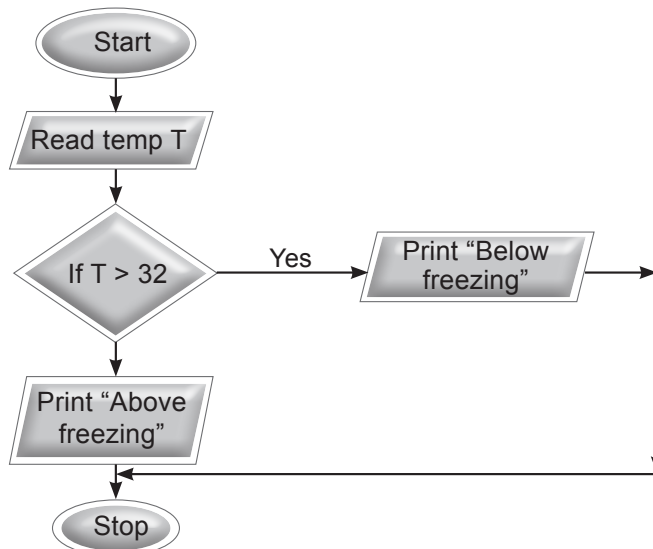 Start
Read temp T
If T > 32
Yes
Print “Below
freezing”
Print “Above
freezing”
Stop